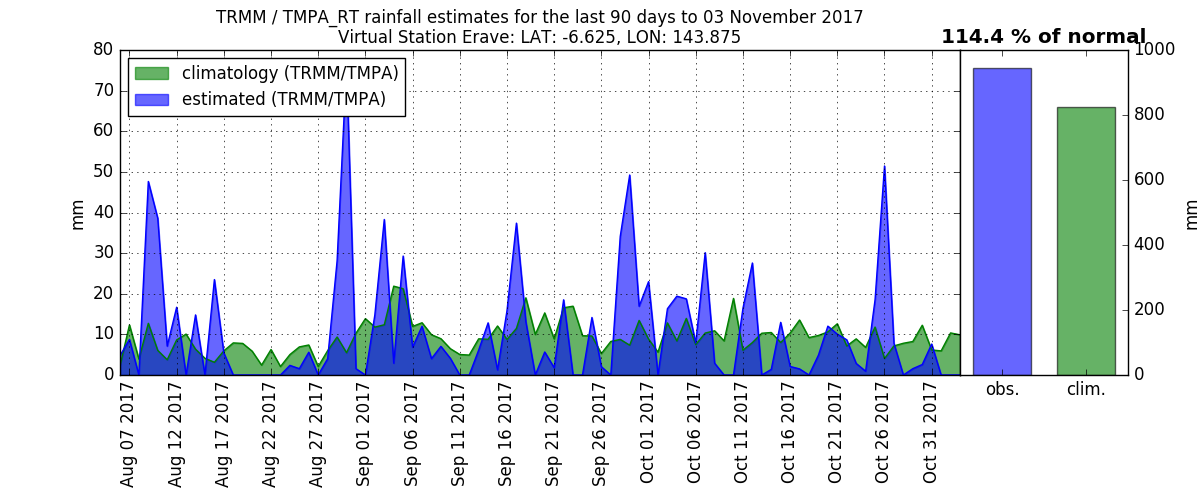 TRMM / TMPA_RT rainfall estimates for the last 90 days to 03 November 2017
Virtual Station Erave: LAT: -6.625, LON: 143.875
114.4 % of normal
climatology (TRMM/TMPA)
estimated (TRMM/TMPA)
mm
80
70
60
50
40
30
20
10
0
Aug 07 2017
Aug 12 2017
Aug 17 2017
Aug 22 2017
Aug 27 2017
Sep 01 2017
Sep 06 2017
Sep 11 2017
Sep 16 2017
Sep 21 2017
Sep 26 2017
Oct 01 2017
Oct 06 2017
Oct 11 2017
Oct 16 2017
Oct 21 2017
Oct 26 2017
Oct 31 2017
obs.
clim.
1000
800
600
400
200
0
mm